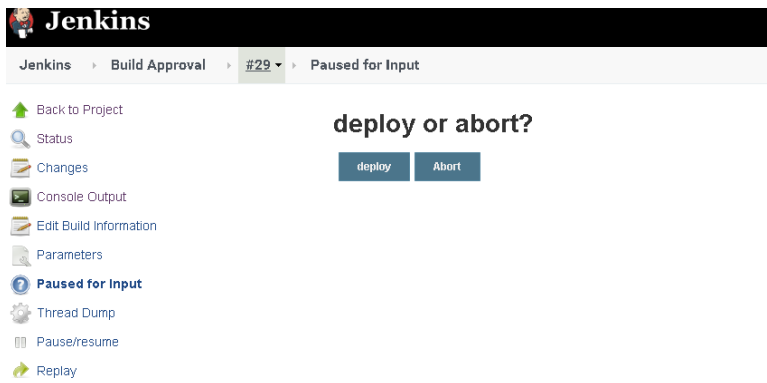 Jenkins
Jenkins Build Approval #29 Paused for Input
Back to Project
Status
Changes
Console Output
Edit Build Information
Parameters
Paused for Input
Thread Dump
Pause/resume
Replay
deploy or abort?
deploy Abort